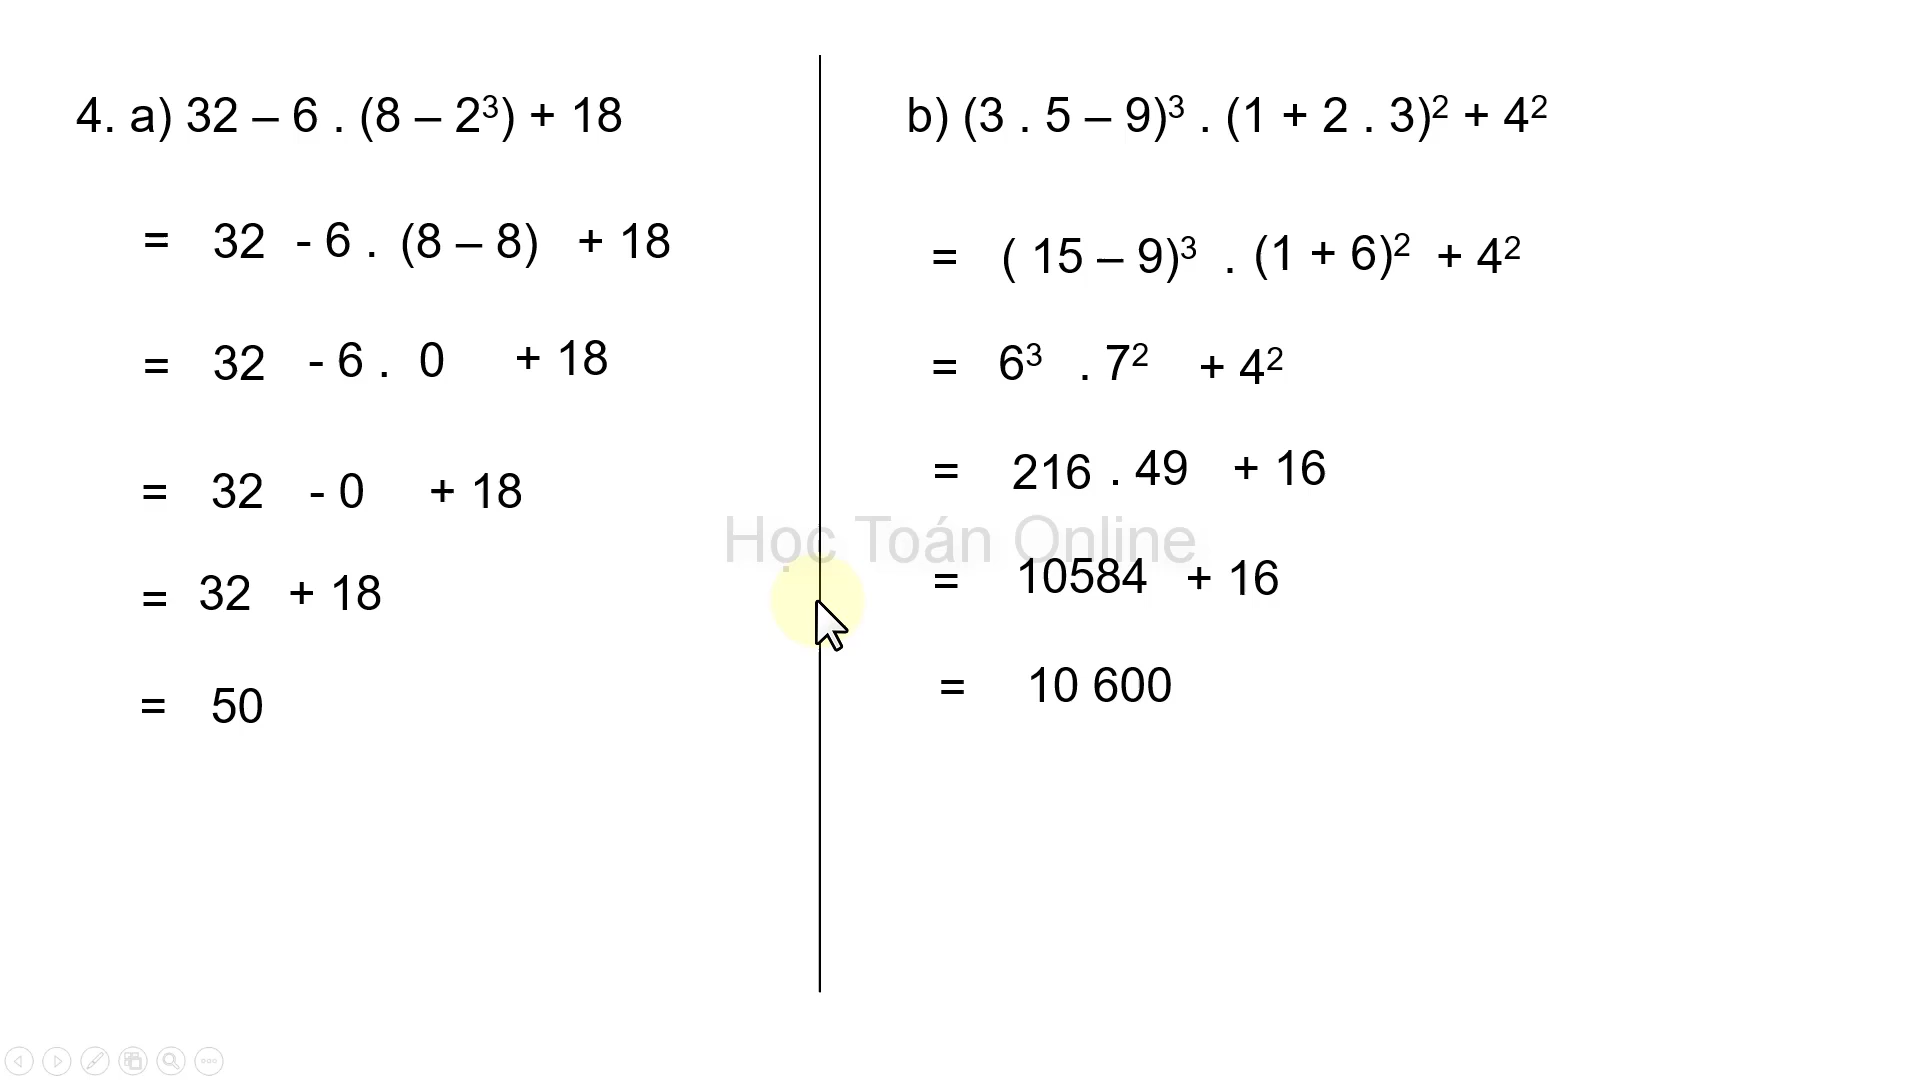 4. a) 32 – 6 . (8 – 2³) + 18
= 32 - 6 . (8 – 8) + 18
= 32 - 6 . 0 + 18
= 32 - 0 + 18
= 32 + 18
= 50
b) (3 . 5 – 9)³ . (1 + 2 . 3)² + 4²
= ( 15 – 9)³ . (1 + 6)² + 4²
= 6³ . 7² + 4²
= 216 . 49 + 16
= 10584 + 16
= 10 600
Học Toán Online